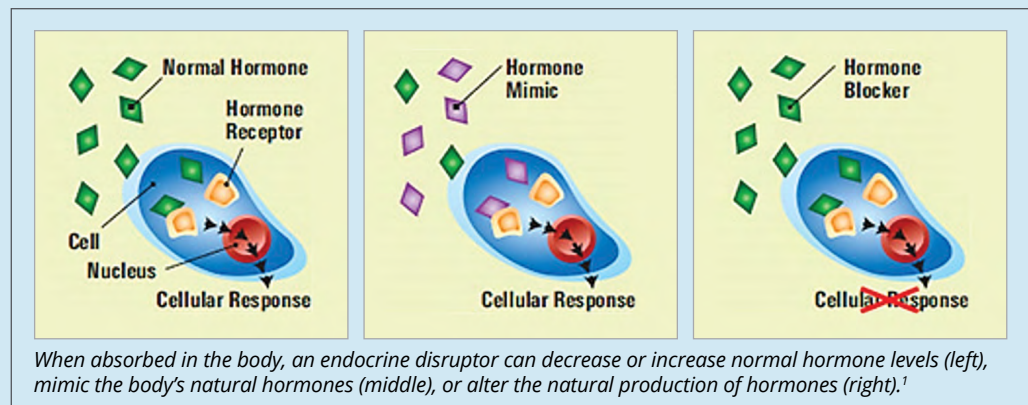 Normal Hormone
Hormone
Receptor
Cell
Nucleus
Cellular Response
Hormone
Mimic
Cellular Response
Hormone
Blocker
Cellular Response
When absorbed in the body, an endocrine disruptor can decrease or increase normal hormone levels (left),
mimic the body's natural hormones (middle), or alter the natural production of hormones (right).1